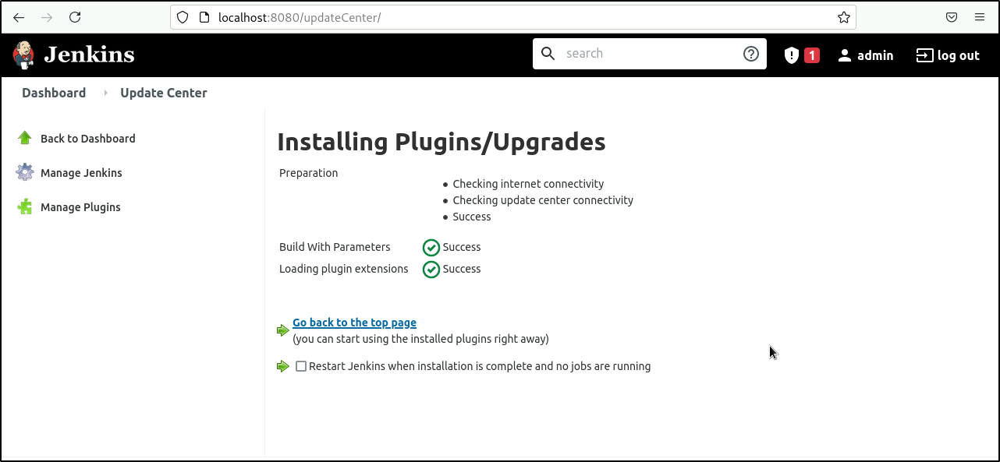 localhost:8080/updateCenter/
Jenkins
search
1
admin
log out
Dashboard
Update Center
Back to Dashboard
Manage Jenkins
Manage Plugins
Installing Plugins/Upgrades
Preparation
Checking internet connectivity
Checking update center connectivity
Success
Build With Parameters Success
Loading plugin extensions Success
Go back to the top page
(you can start using the installed plugins right away)
Restart Jenkins when installation is complete and no jobs are running